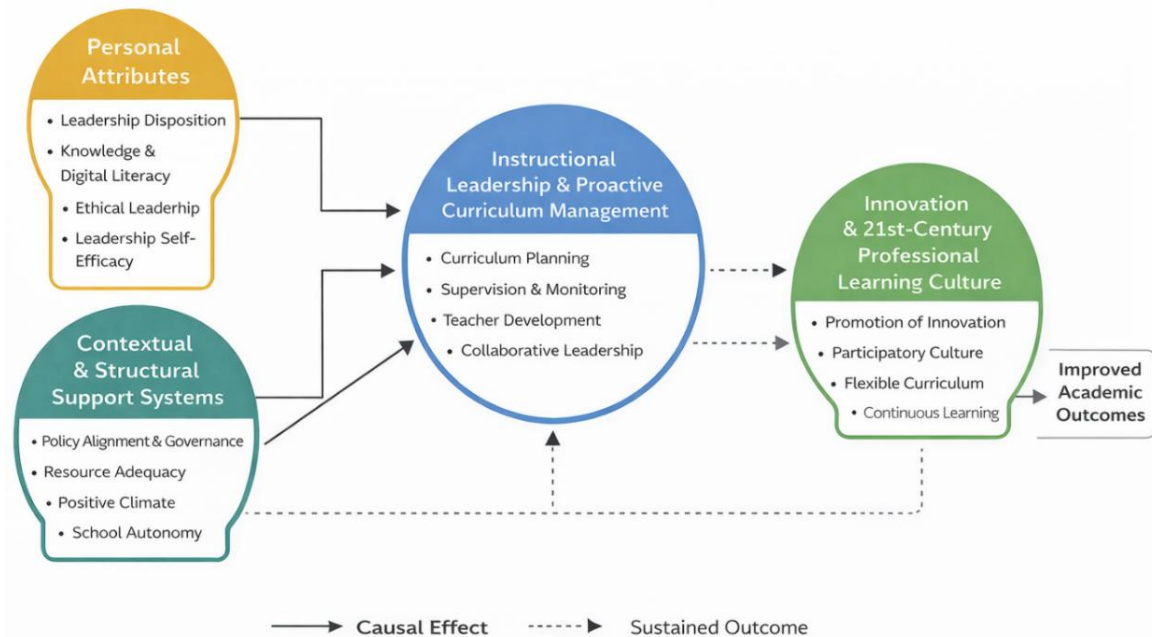 Personal
Attributes
• Leadership Disposition
• Knowledge &
Digital Literacy
• Ethical Leaderhip
• Leadership Self-
Efficacy
Contextual
& Structural
Support Systems
• Policy Alignment & Governance
• Resource Adequacy
• Positive Climate
• School Autonomy
Instructional
Leadership & Proactive
Curriculum Management
• Curriculum Planning
• Supervision & Monitoring
• Teacher Development
• Collaborative Leadership
Innovation
& 21st-Century
Professional
Learning Culture
• Promotion of Innovation
• Participatory Culture
• Flexible Curriculum
• Continuous Learning
Improved
Academic
Outcomes
Causal Effect
Sustained Outcome